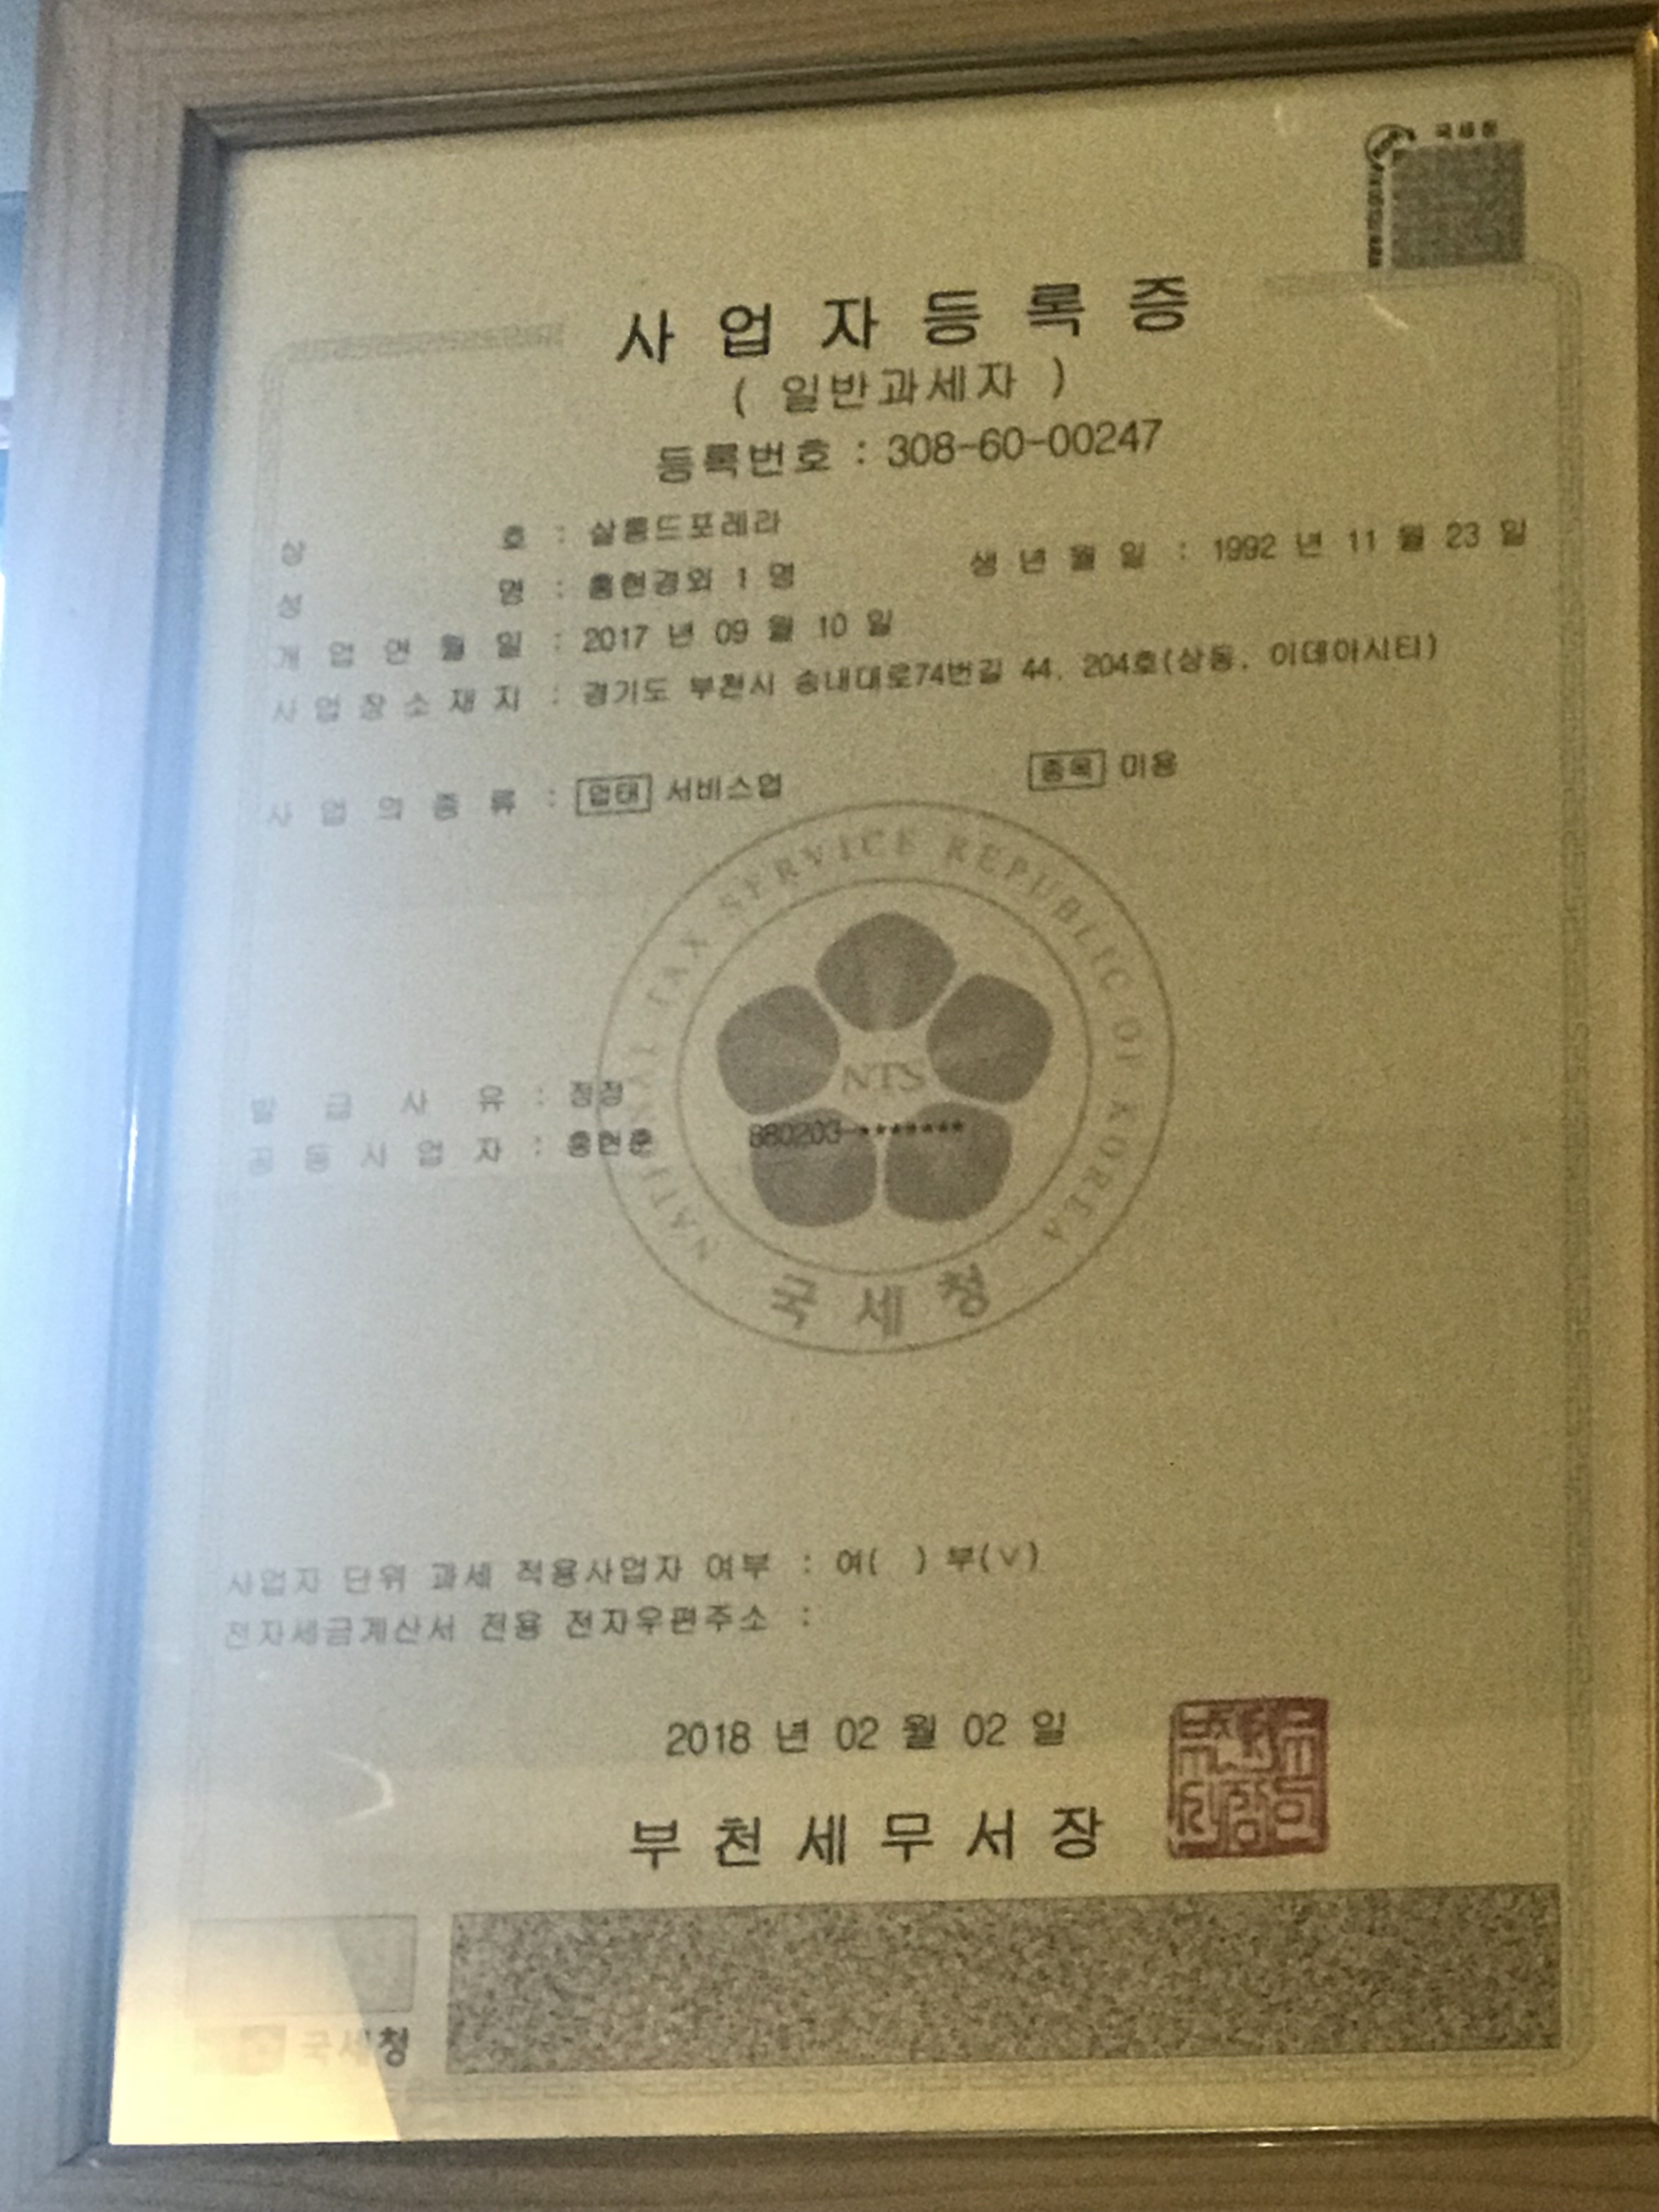 국세청
사업자등록증
( 일반과세자 )
등록번호 : 308-60-00247
상 호 : 살롱드포레라
성 명 : 홍현경외 1 명 생 년 월 일 : 1992 년 11 월 23 일
개 업 연 월 일 : 2017 년 09 월 10 일
사 업 장 소 재 지 : 경기도 부천시 송내대로74번길 44, 204호(상동, 이데아시티)
사 업 의 종 류 : 업태 서비스업 종목 미용
NATIONAL TAX SERVICE REPUBLIC OF KOREA
NTS
발 급 사 유 : 정정
공 동 사 업 자 : 홍현준 880203-*******
국세청
사업자 단위 과세 적용사업자 여부 : 여( ) 부(∨)
전자세금계산서 전용 전자우편주소 :
2018 년 02 월 02 일
부천세무서장
국세청